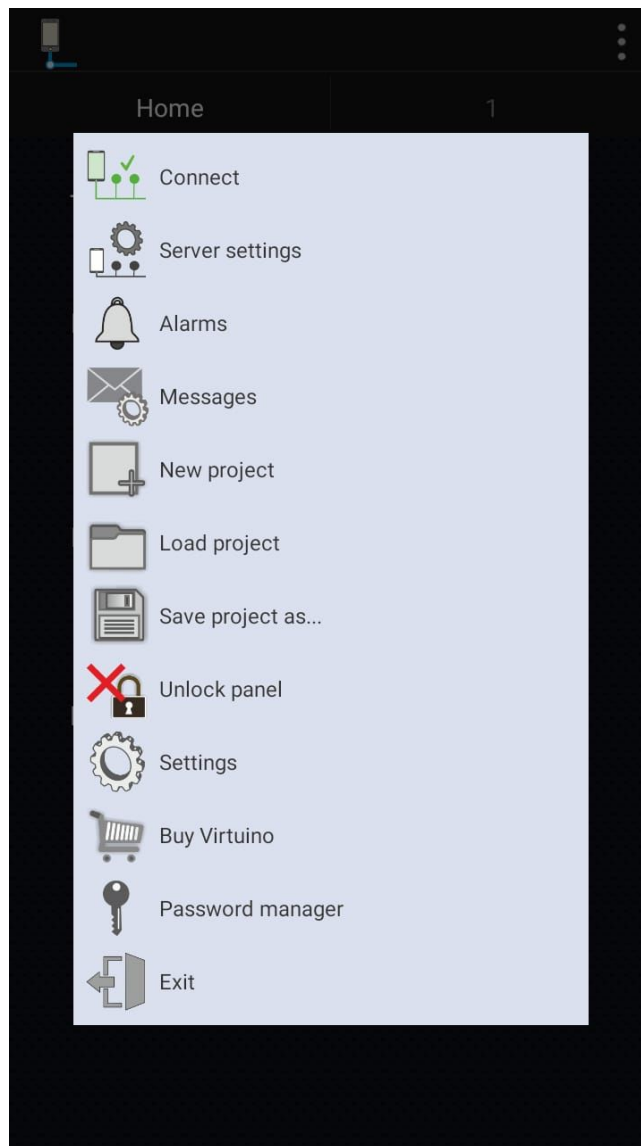 Home
1
Connect
Server settings
Alarms
Messages
New project
Load project
Save project as...
Unlock panel
Settings
Buy Virtuino
Password manager
Exit